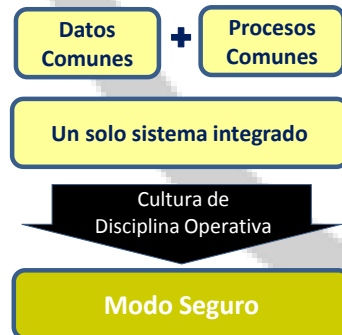 Datos
Comunes
+
Procesos
Comunes
Un solo sistema integrado
Cultura de
Disciplina Operativa
Modo Seguro